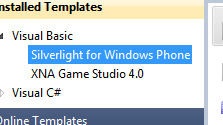 Installed Templates
Visual Basic
Silverlight for Windows Phone
XNA Game Studio 4.0
Visual C#
Online Templates